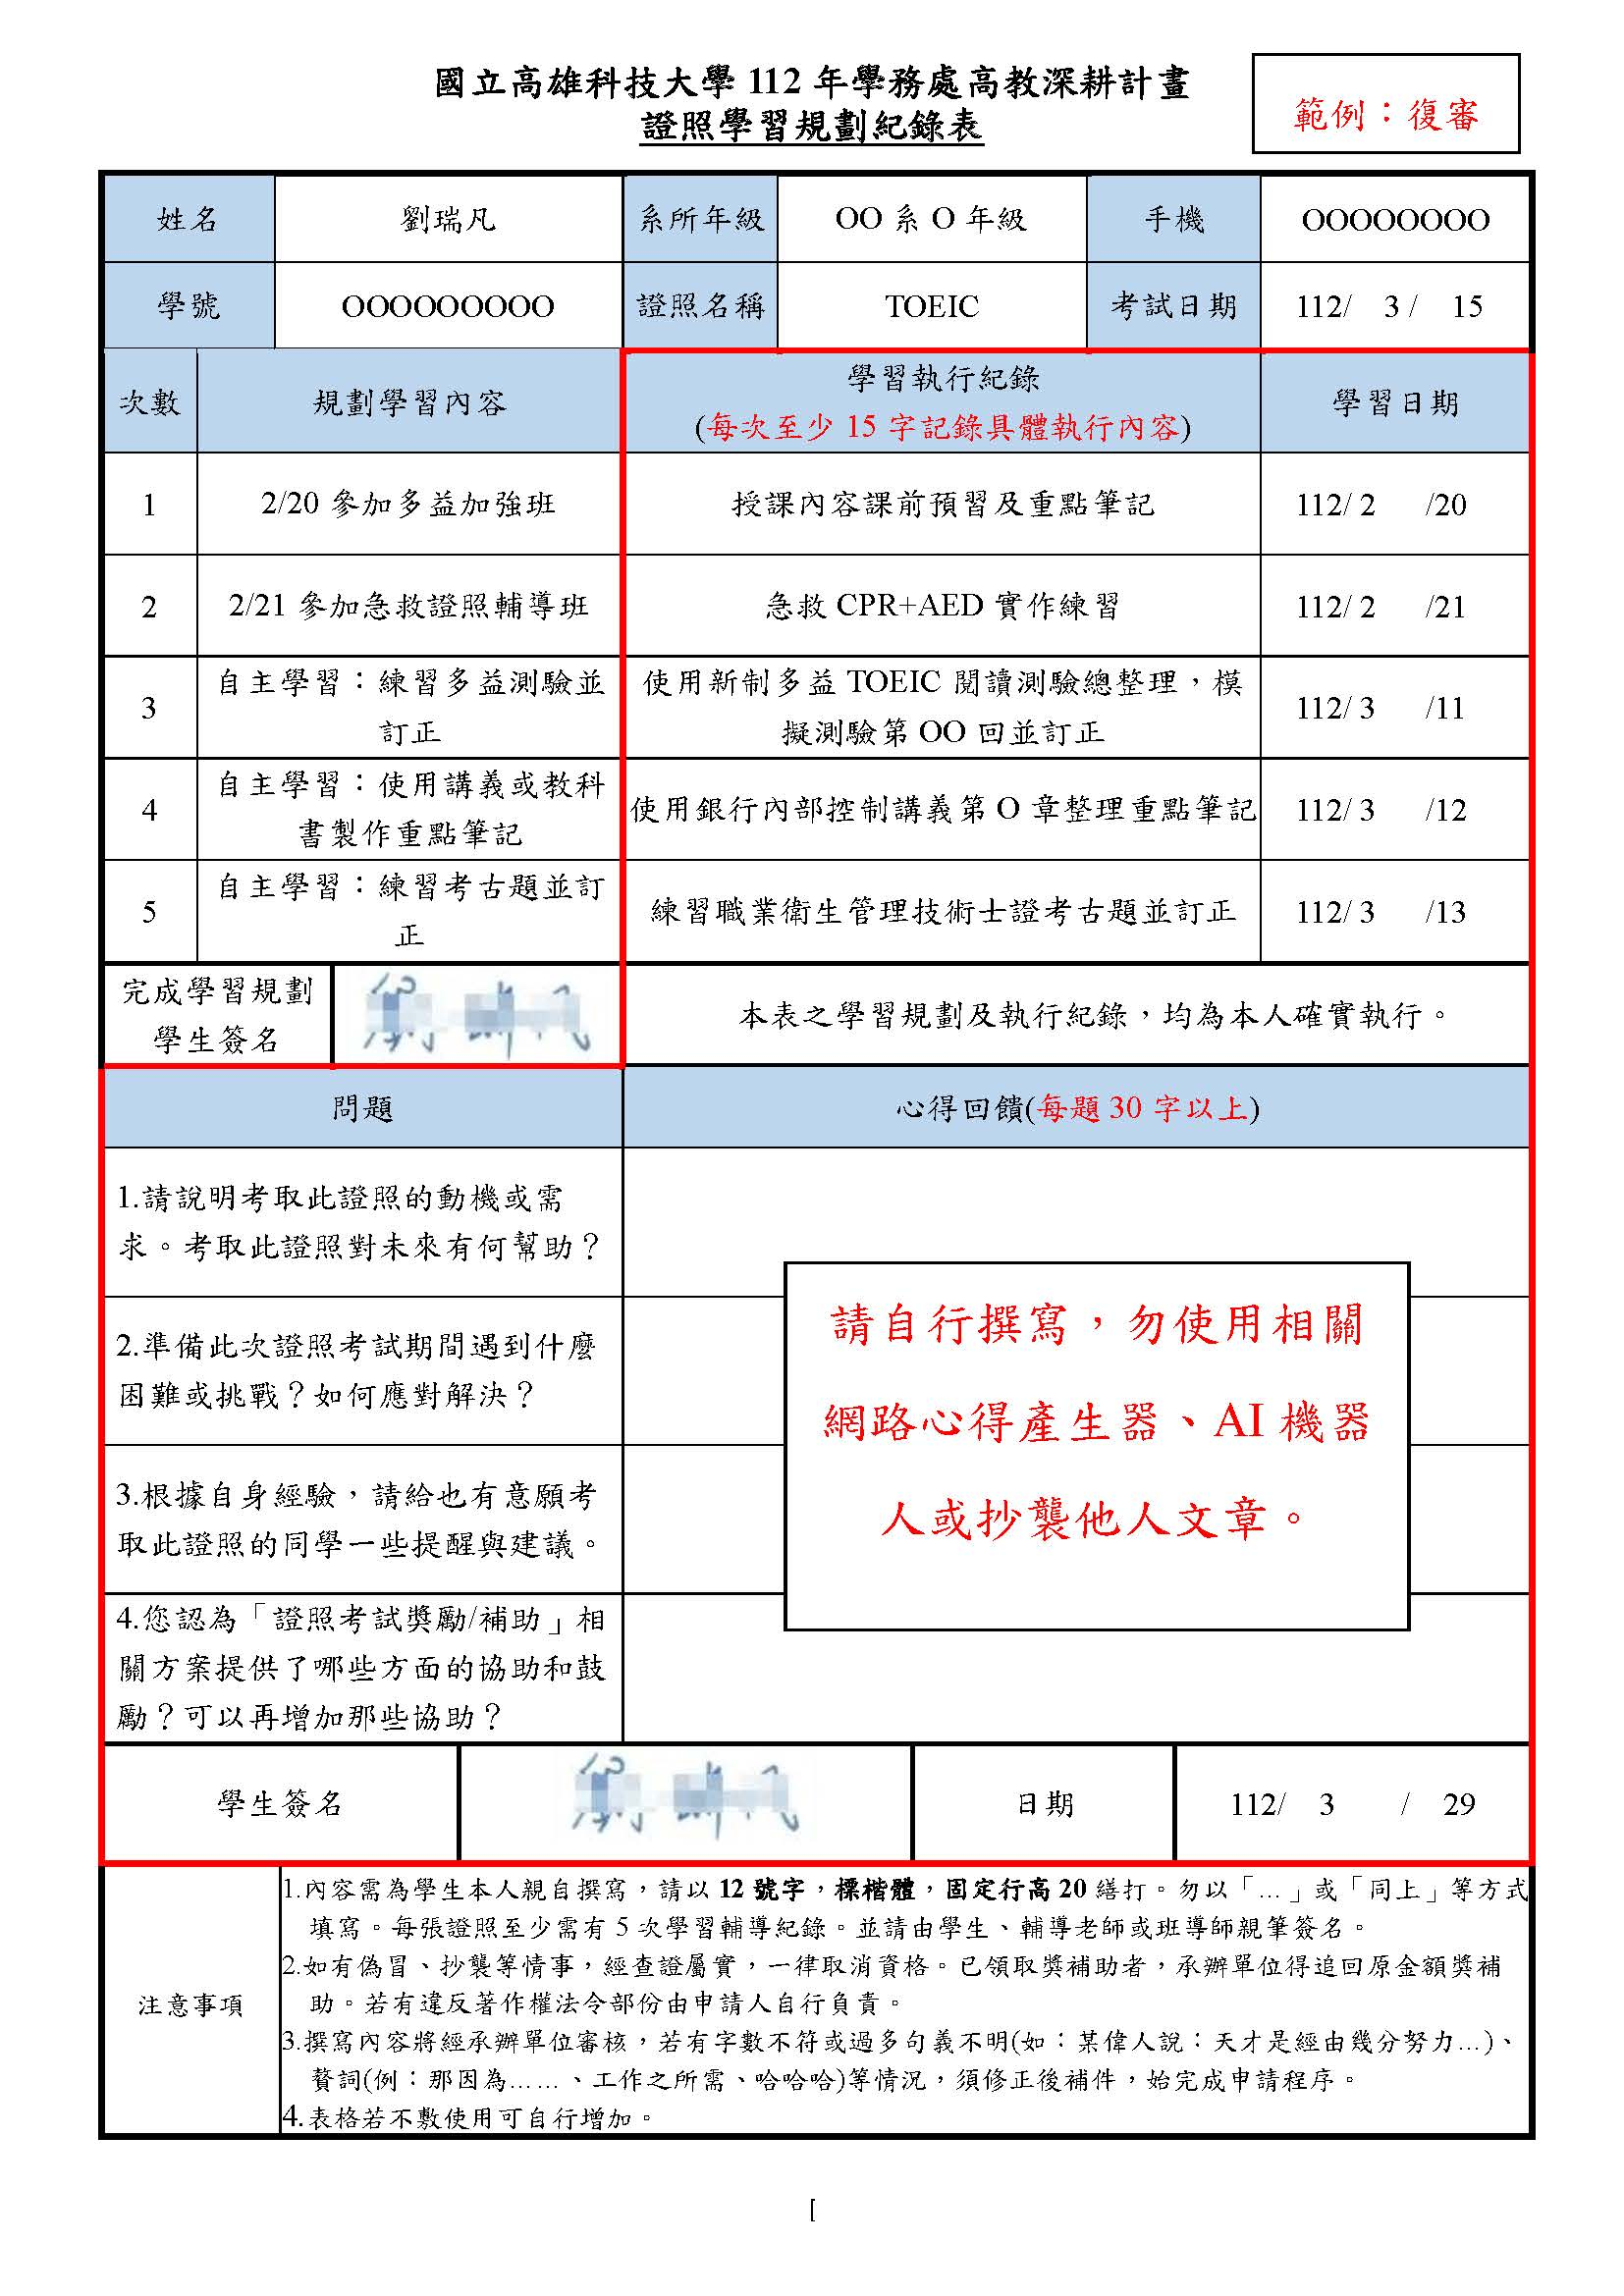 國立高雄科技大學 112 年學務處高教深耕計畫
證照學習規劃紀錄表
範例：復審
姓名 劉瑞凡 系所年級 OO 系 O 年級 手機 OOOOOOOO
學號 OOOOOOOOO 證照名稱 TOEIC 考試日期 112/ 3 / 15
次數 規劃學習內容 學習執行紀錄
(每次至少 15 字記錄具體執行內容) 學習日期
1 2/20 參加多益加強班 授課內容課前預習及重點筆記 112/ 2 /20
2 2/21 參加急救證照輔導班 急救 CPR+AED 實作練習 112/ 2 /21
3 自主學習：練習多益測驗並
訂正 使用新制多益 TOEIC 閱讀測驗總整理，模
擬測驗第 OO 回並訂正 112/ 3 /11
4 自主學習：使用講義或教科
書製作重點筆記 使用銀行內部控制講義第 O 章整理重點筆記 112/ 3 /12
5 自主學習：練習考古題並訂
正 練習職業衛生管理技術士證考古題並訂正 112/ 3 /13
完成學習規劃
學生簽名 本表之學習規劃及執行紀錄，均為本人確實執行。
問題 心得回饋(每題 30 字以上)
1.請說明考取此證照的動機或需
求。考取此證照對未來有何幫助？
2.準備此次證照考試期間遇到什麼
困難或挑戰？如何應對解決？
3.根據自身經驗，請給也有意願考
取此證照的同學一些提醒與建議。
4.您認為「證照考試獎勵/補助」相
關方案提供了哪些方面的協助和鼓
勵？可以再增加那些協助？
請自行撰寫，勿使用相關
網路心得產生器、AI 機器
人或抄襲他人文章。
學生簽名 日期 112/ 3 / 29
注意事項
1.內容需為學生本人親自撰寫，請以 12 號字，標楷體，固定行高 20 繕打。勿以「…」或「同上」等方式
填寫。每張證照至少需有 5 次學習輔導紀錄。並請由學生、輔導老師或班導師親筆簽名。
2.如有偽冒、抄襲等情事，經查證屬實，一律取消資格。已領取獎補助者，承辦單位得追回原金額獎補
助。若有違反著作權法令部份由申請人自行負責。
3.撰寫內容將經承辦單位審核，若有字數不符或過多句義不明(如：某偉人說：天才是經由幾分努力…)、
贅詞(例：那因為……、工作之所需、哈哈哈)等情況，須修正後補件，始完成申請程序。
4.表格若不敷使用可自行增加。
[